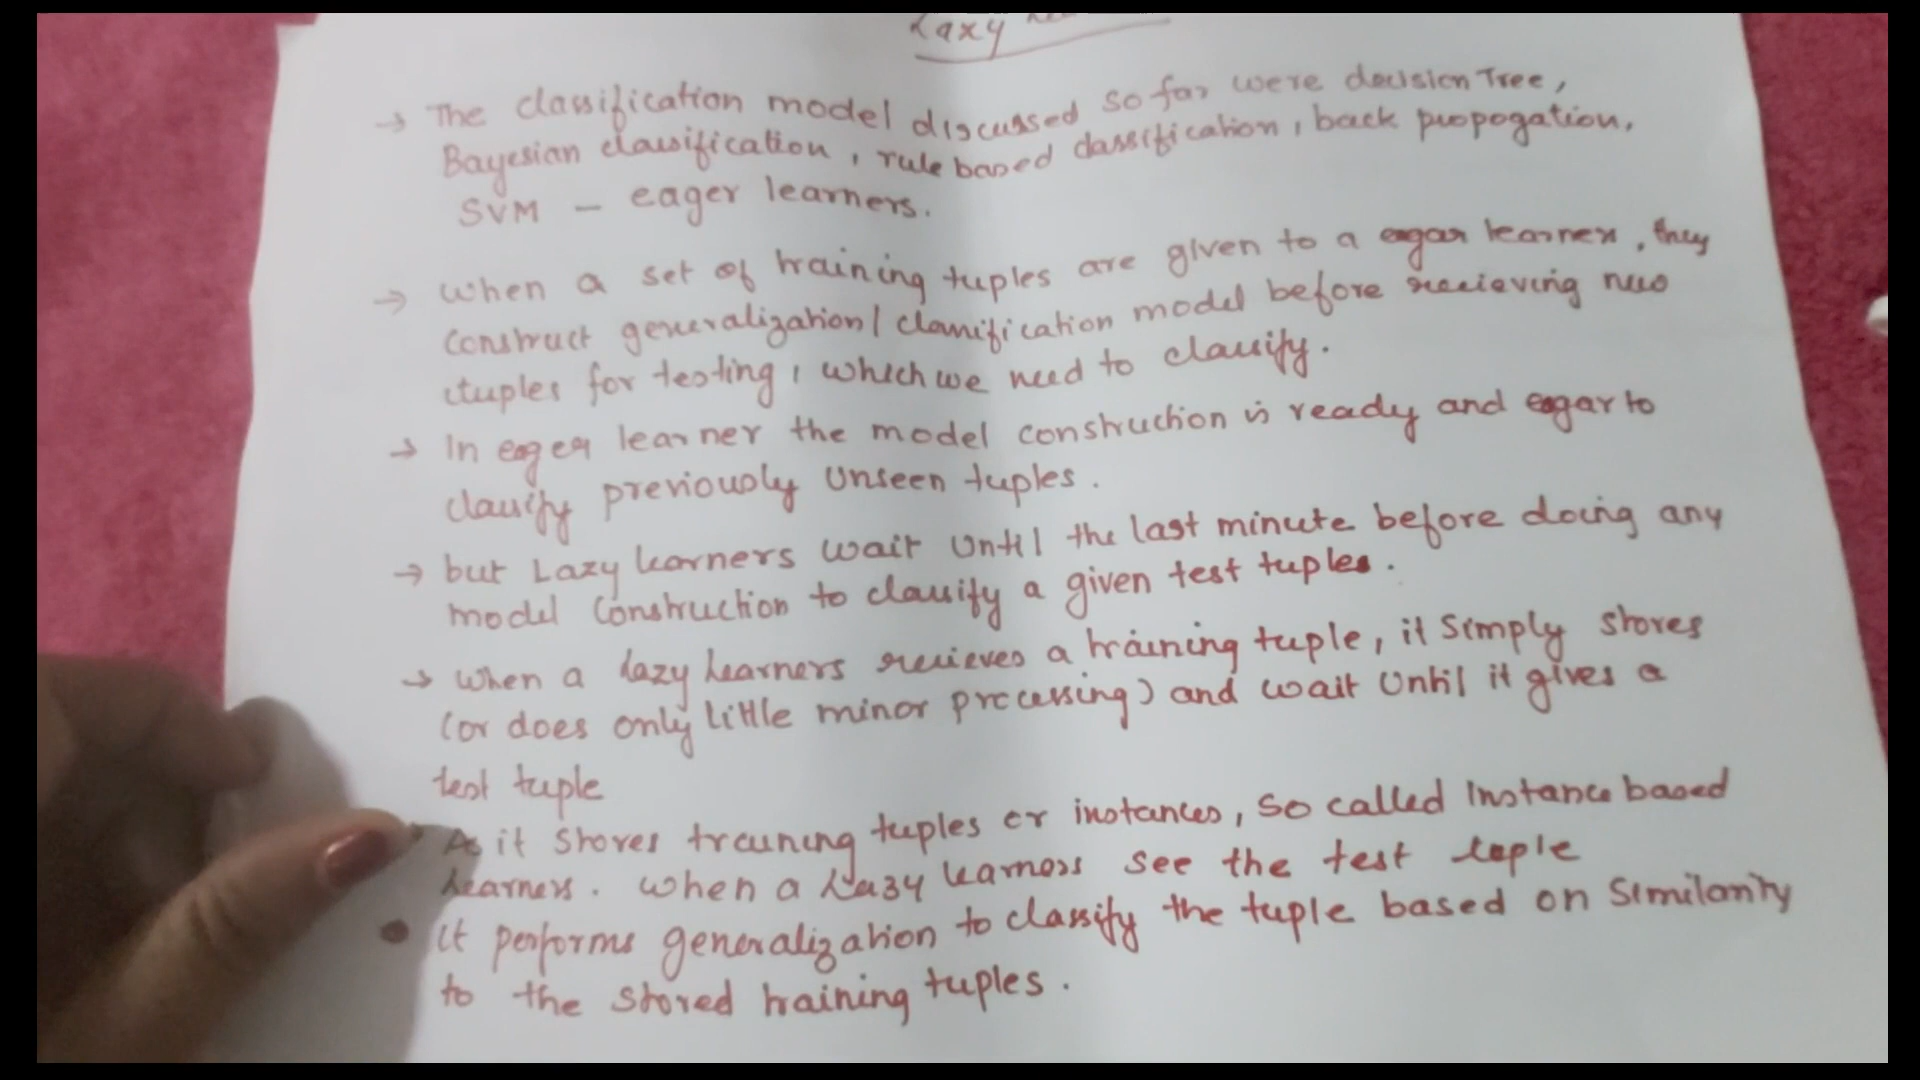 Laxy
→ The classification model discussed so far were decision Tree,
Bayesian classification, rule based classification, back propogation,
SVM - eager learners.
→ When a set of training tuples are given to a eagar learner, they
construct generalization / classification model before recieving new
tuples for testing, which we need to classify.
→ In eager learner the model construction is ready and eagar to
classify previously unseen tuples.
→ but Lazy learners wait until the last minute before doing any
model construction to classify a given test tuples.
→ when a lazy learners recieves a training tuple, it simply stores
(or does only little minor processing) and wait until it gives a
test tuple
As it stores training tuples or instances, so called Instance based
learners. when a Lazy learners see the test tuple
it performs generalization to classify the tuple based on similarity
to the stored training tuples.